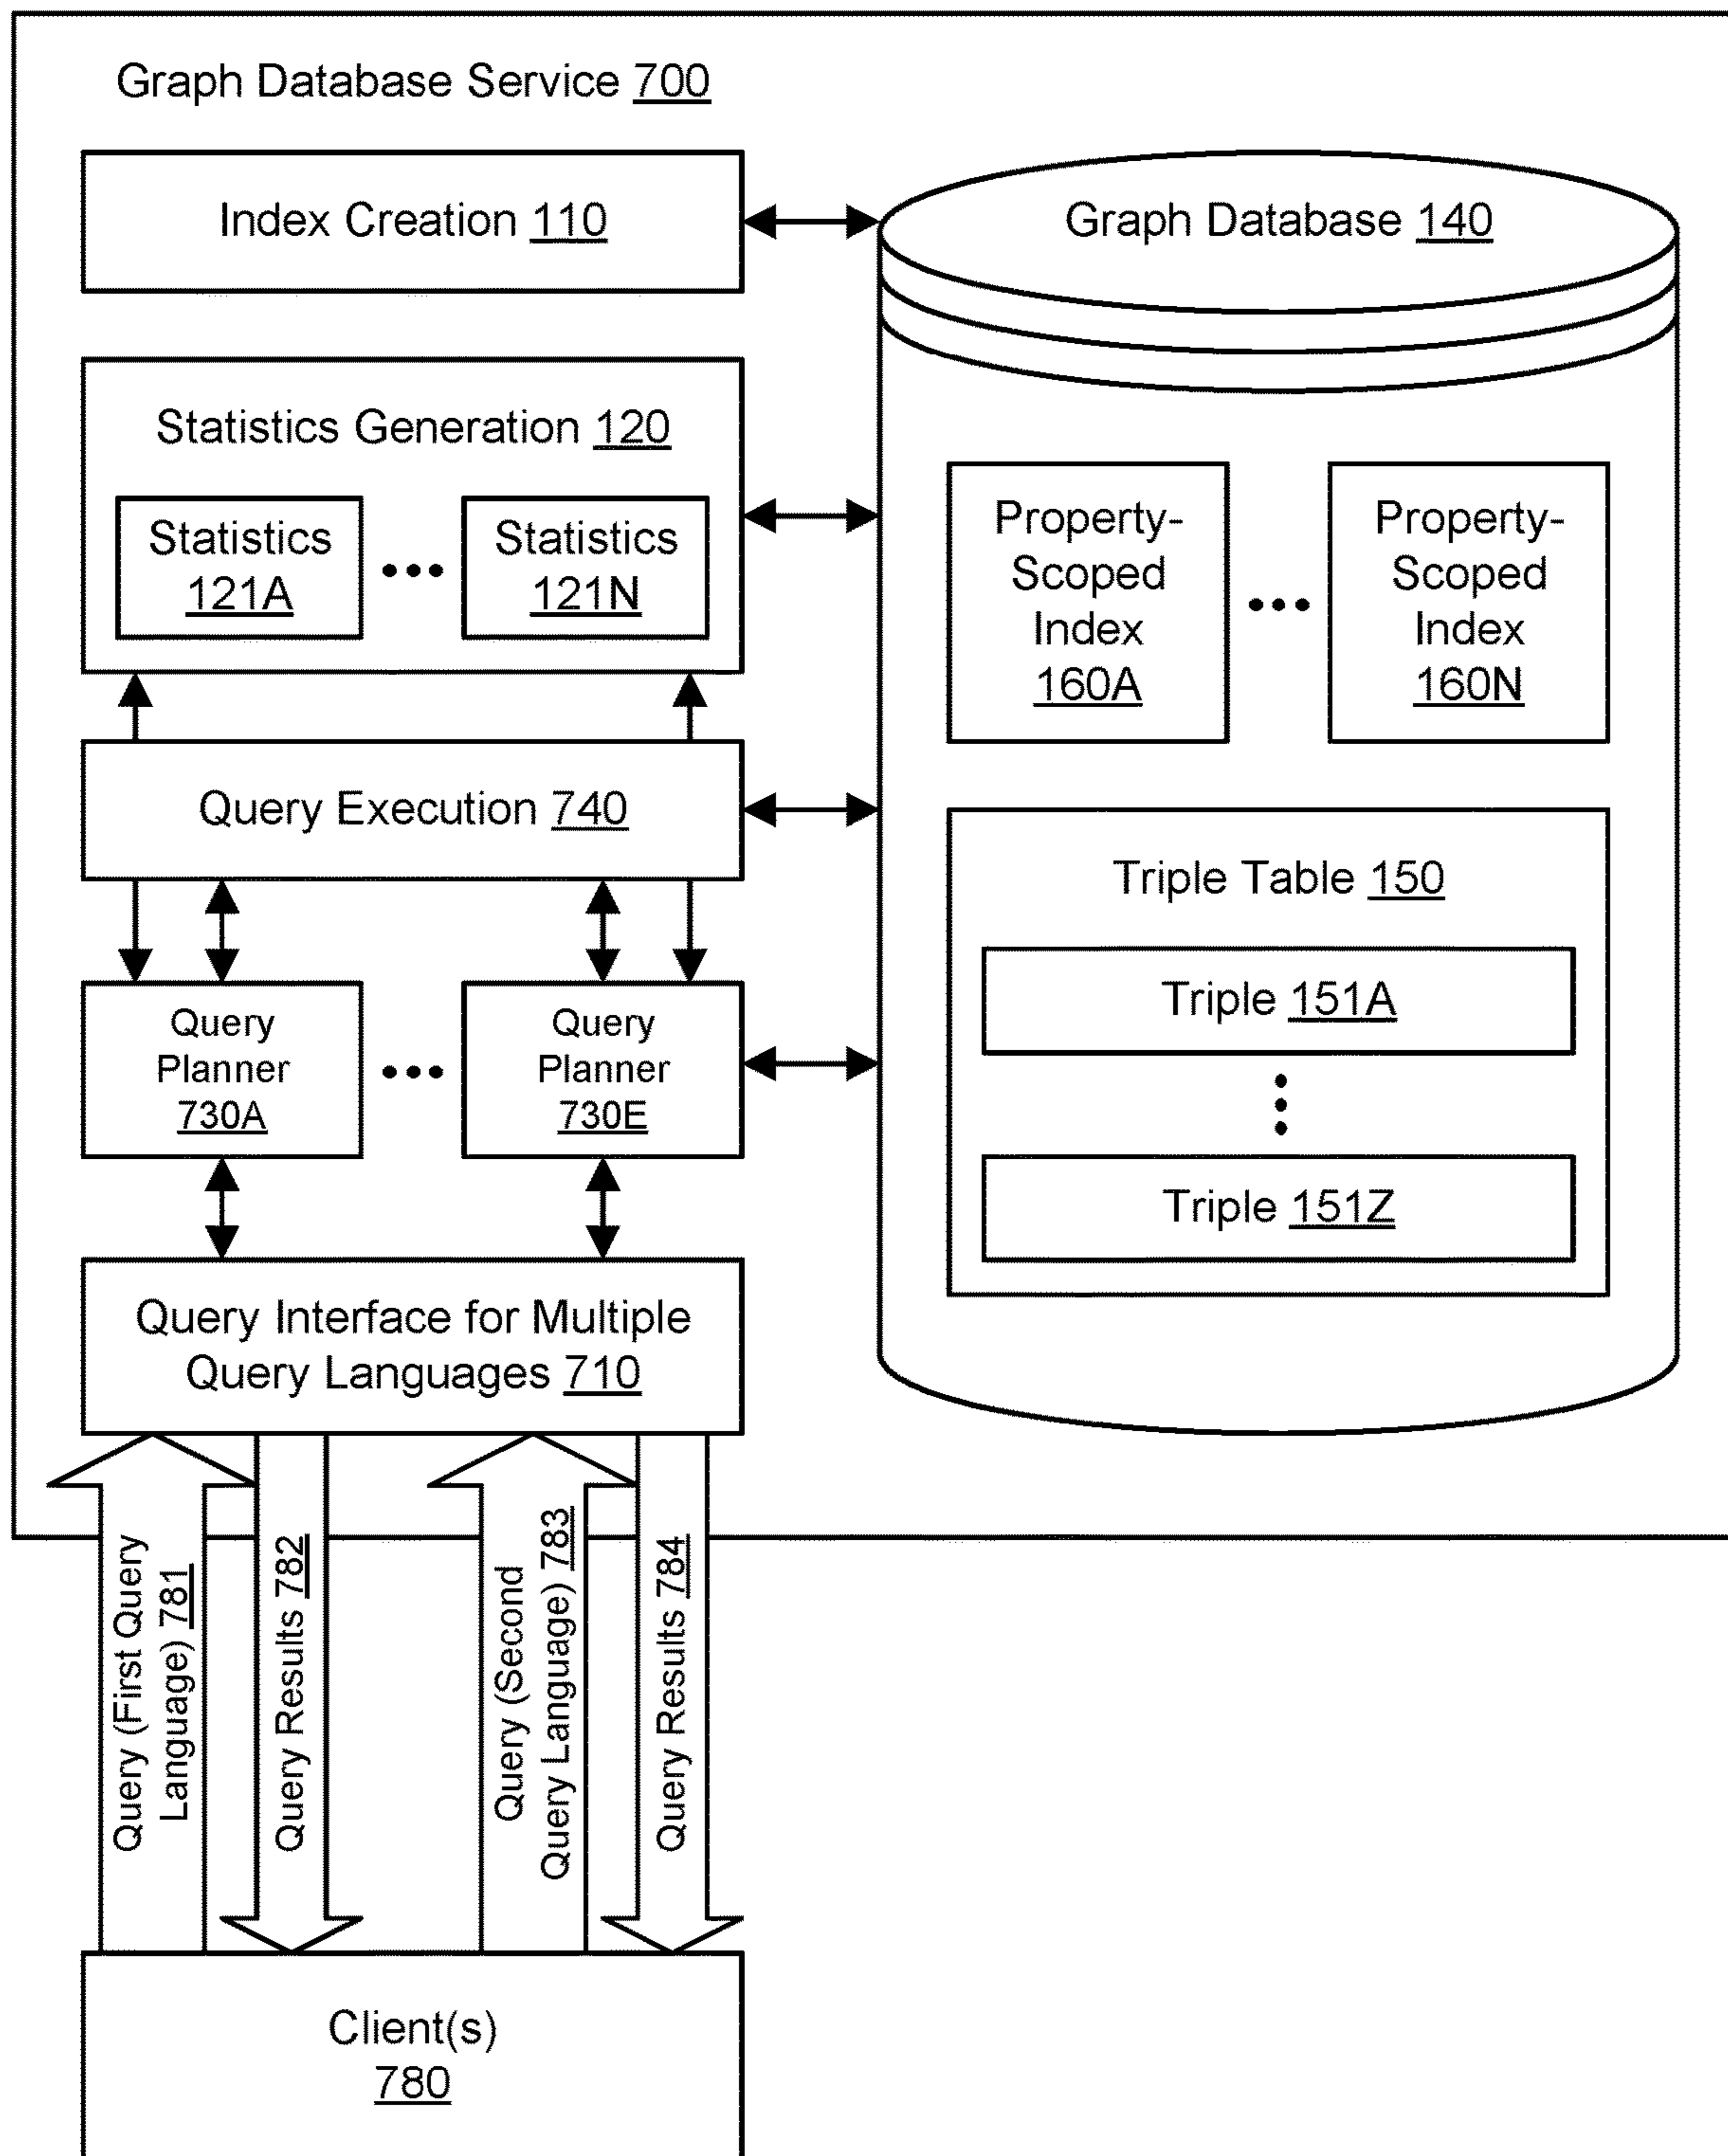 Graph Database Service 700
Index Creation 110
Graph Database 140
Statistics Generation 120
Statistics
121A
Statistics
121N
Property-
Scoped
Index
160A
Property-
Scoped
Index
160N
Query Execution 740
Triple Table 150
Triple 151A
Triple 151Z
Query
Planner
730A
Query
Planner
730E
Query Interface for Multiple
Query Languages 710
Query (First Query
Language) 781
Query Results 782
Query (Second
Query Language) 783
Query Results 784
Client(s)
780